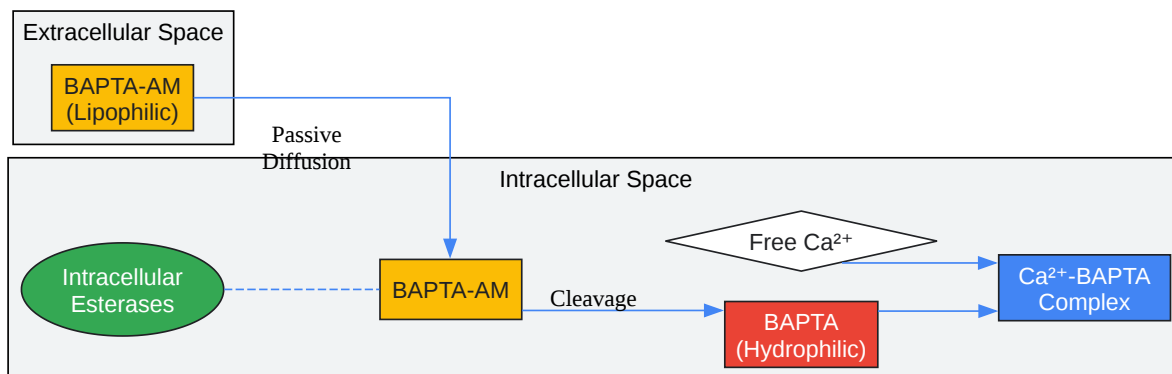 Extracellular Space
BAPTA-AM
(Lipophilic)
Passive
Diffusion
Intracellular Space
Free Ca²⁺
Intracellular
Esterases
BAPTA-AM
Cleavage
BAPTA
(Hydrophilic)
Ca²⁺-BAPTA
Complex